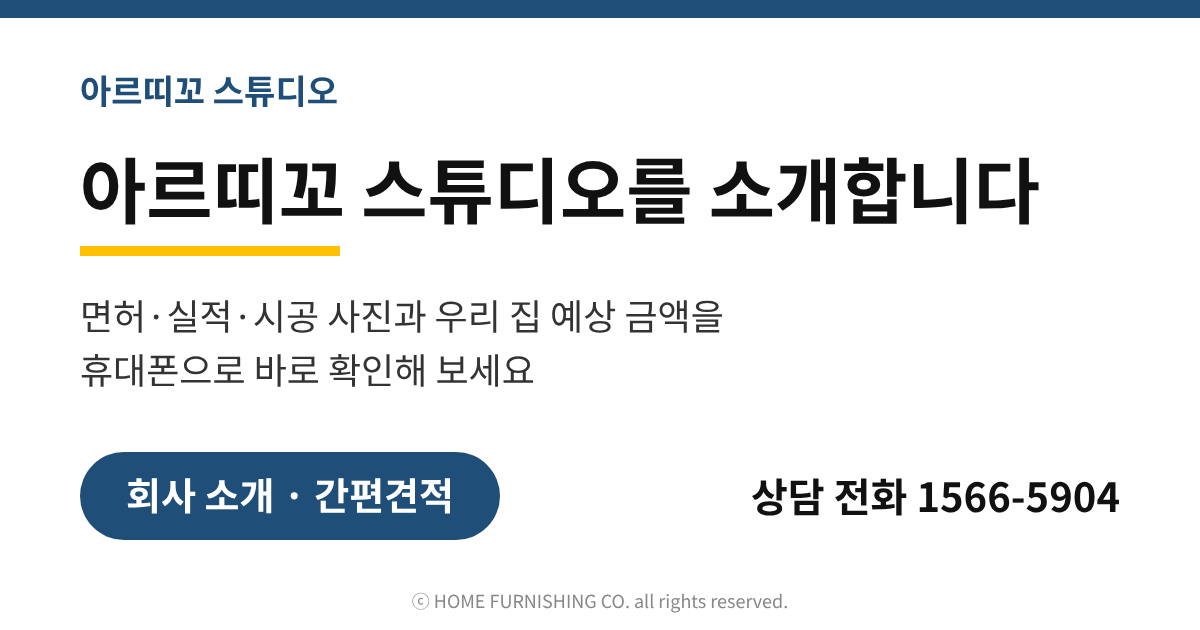 아르띠꼬 스튜디오
아르띠꼬 스튜디오를 소개합니다
면허·실적·시공 사진과 우리 집 예상 금액을
휴대폰으로 바로 확인해 보세요
회사 소개 · 간편견적
상담 전화 1566-5904
ⓒ HOME FURNISHING CO. all rights reserved.